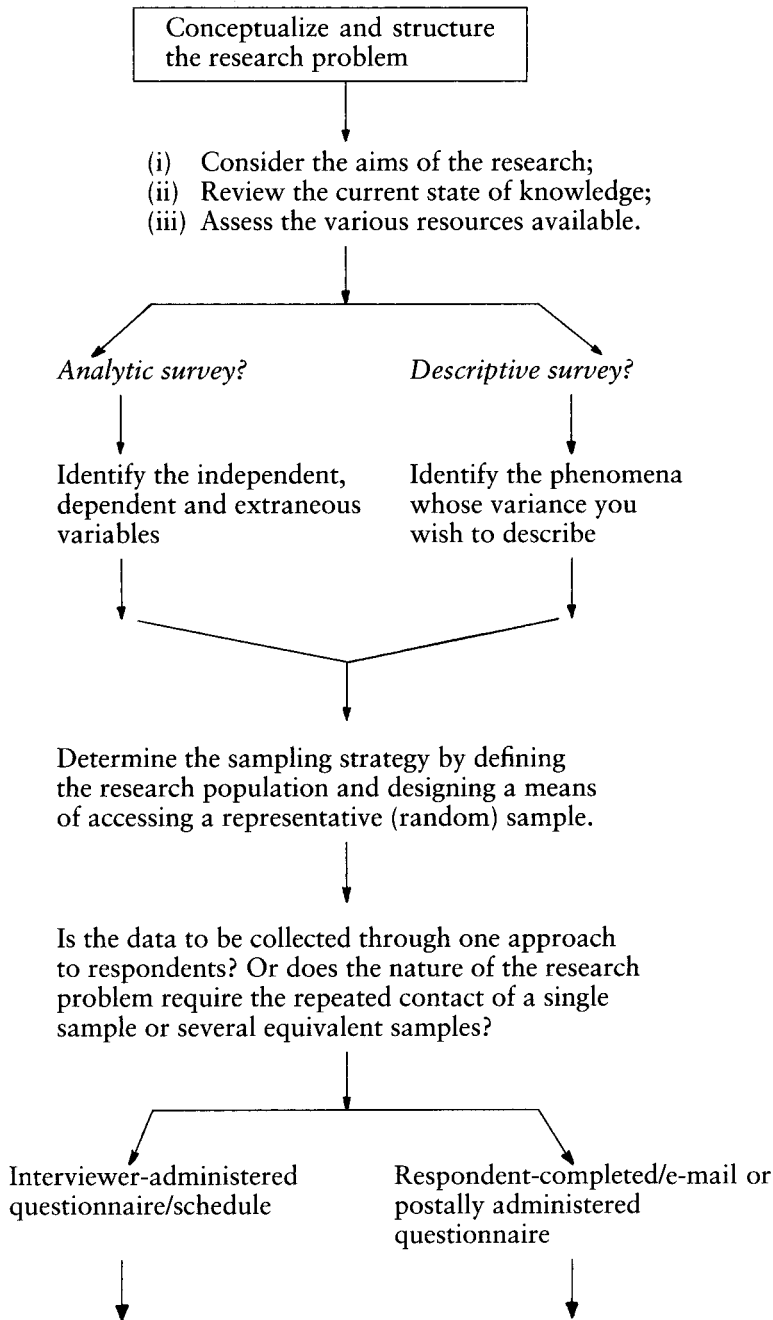 Conceptualize and structure
the research problem
(i) Consider the aims of the research;
(ii) Review the current state of knowledge;
(iii) Assess the various resources available.
Analytic survey?
Descriptive survey?
Identify the independent,
dependent and extraneous
variables
Identify the phenomena
whose variance you
wish to describe
Determine the sampling strategy by defining
the research population and designing a means
of accessing a representative (random) sample.
Is the data to be collected through one approach
to respondents? Or does the nature of the research
problem require the repeated contact of a single
sample or several equivalent samples?
Interviewer-administered
questionnaire/schedule
Respondent-completed/e-mail or
postally administered
questionnaire